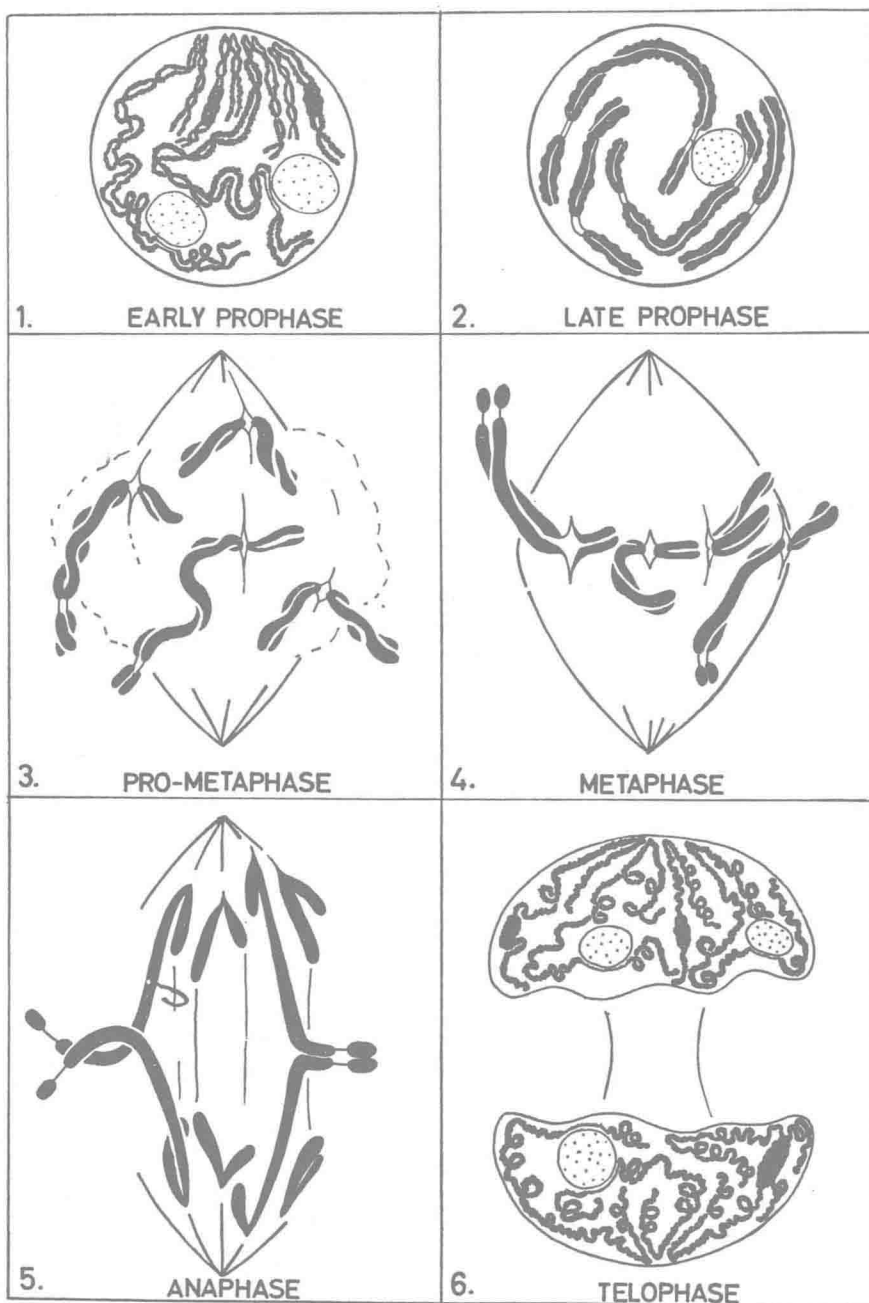 1. EARLY PROPHASE
2. LATE PROPHASE
3. PRO-METAPHASE
4. METAPHASE
5. ANAPHASE
6. TELOPHASE